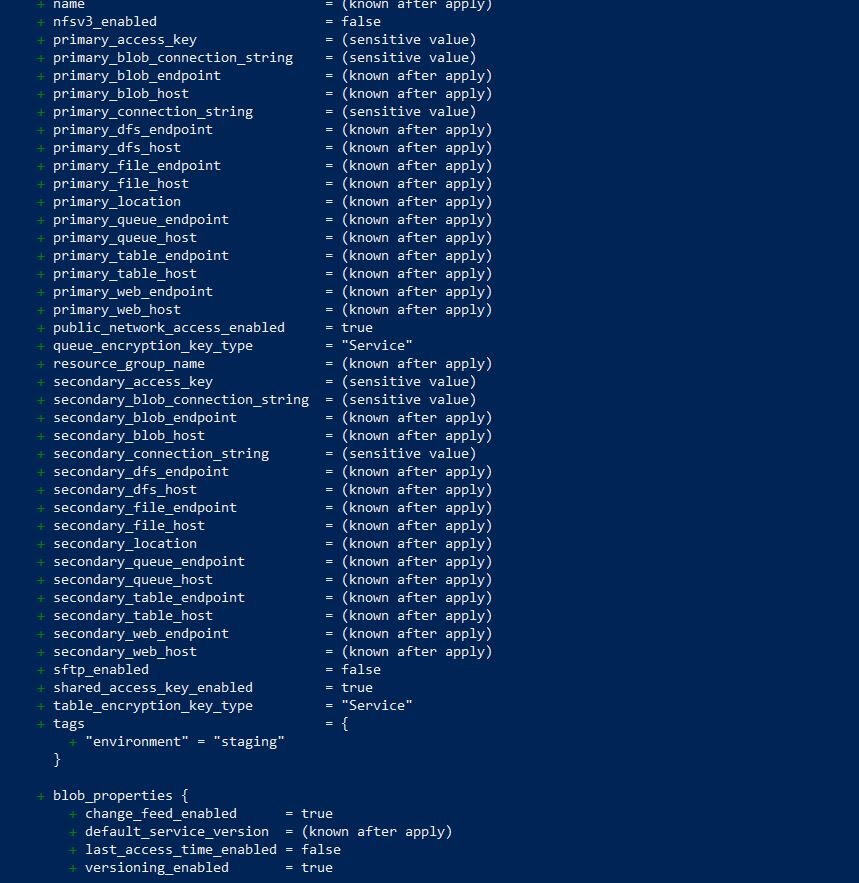 + name                             = (known after apply)
+ nfsv3_enabled                    = false
+ primary_access_key               = (sensitive value)
+ primary_blob_connection_string   = (sensitive value)
+ primary_blob_endpoint            = (known after apply)
+ primary_blob_host                = (known after apply)
+ primary_connection_string        = (sensitive value)
+ primary_dfs_endpoint             = (known after apply)
+ primary_dfs_host                 = (known after apply)
+ primary_file_endpoint            = (known after apply)
+ primary_file_host                = (known after apply)
+ primary_location                 = (known after apply)
+ primary_queue_endpoint           = (known after apply)
+ primary_queue_host               = (known after apply)
+ primary_table_endpoint           = (known after apply)
+ primary_table_host               = (known after apply)
+ primary_web_endpoint             = (known after apply)
+ primary_web_host                 = (known after apply)
+ public_network_access_enabled    = true
+ queue_encryption_key_type        = "Service"
+ resource_group_name              = (known after apply)
+ secondary_access_key             = (sensitive value)
+ secondary_blob_connection_string = (sensitive value)
+ secondary_blob_endpoint          = (known after apply)
+ secondary_blob_host              = (known after apply)
+ secondary_connection_string      = (sensitive value)
+ secondary_dfs_endpoint           = (known after apply)
+ secondary_dfs_host               = (known after apply)
+ secondary_file_endpoint          = (known after apply)
+ secondary_file_host              = (known after apply)
+ secondary_location               = (known after apply)
+ secondary_queue_endpoint         = (known after apply)
+ secondary_queue_host             = (known after apply)
+ secondary_table_endpoint         = (known after apply)
+ secondary_table_host             = (known after apply)
+ secondary_web_endpoint           = (known after apply)
+ secondary_web_host               = (known after apply)
+ sftp_enabled                     = false
+ shared_access_key_enabled        = true
+ table_encryption_key_type        = "Service"
+ tags                             = {
    + "environment" = "staging"
  }
+ blob_properties {
    + change_feed_enabled      = true
    + default_service_version  = (known after apply)
    + last_access_time_enabled = false
    + versioning_enabled       = true